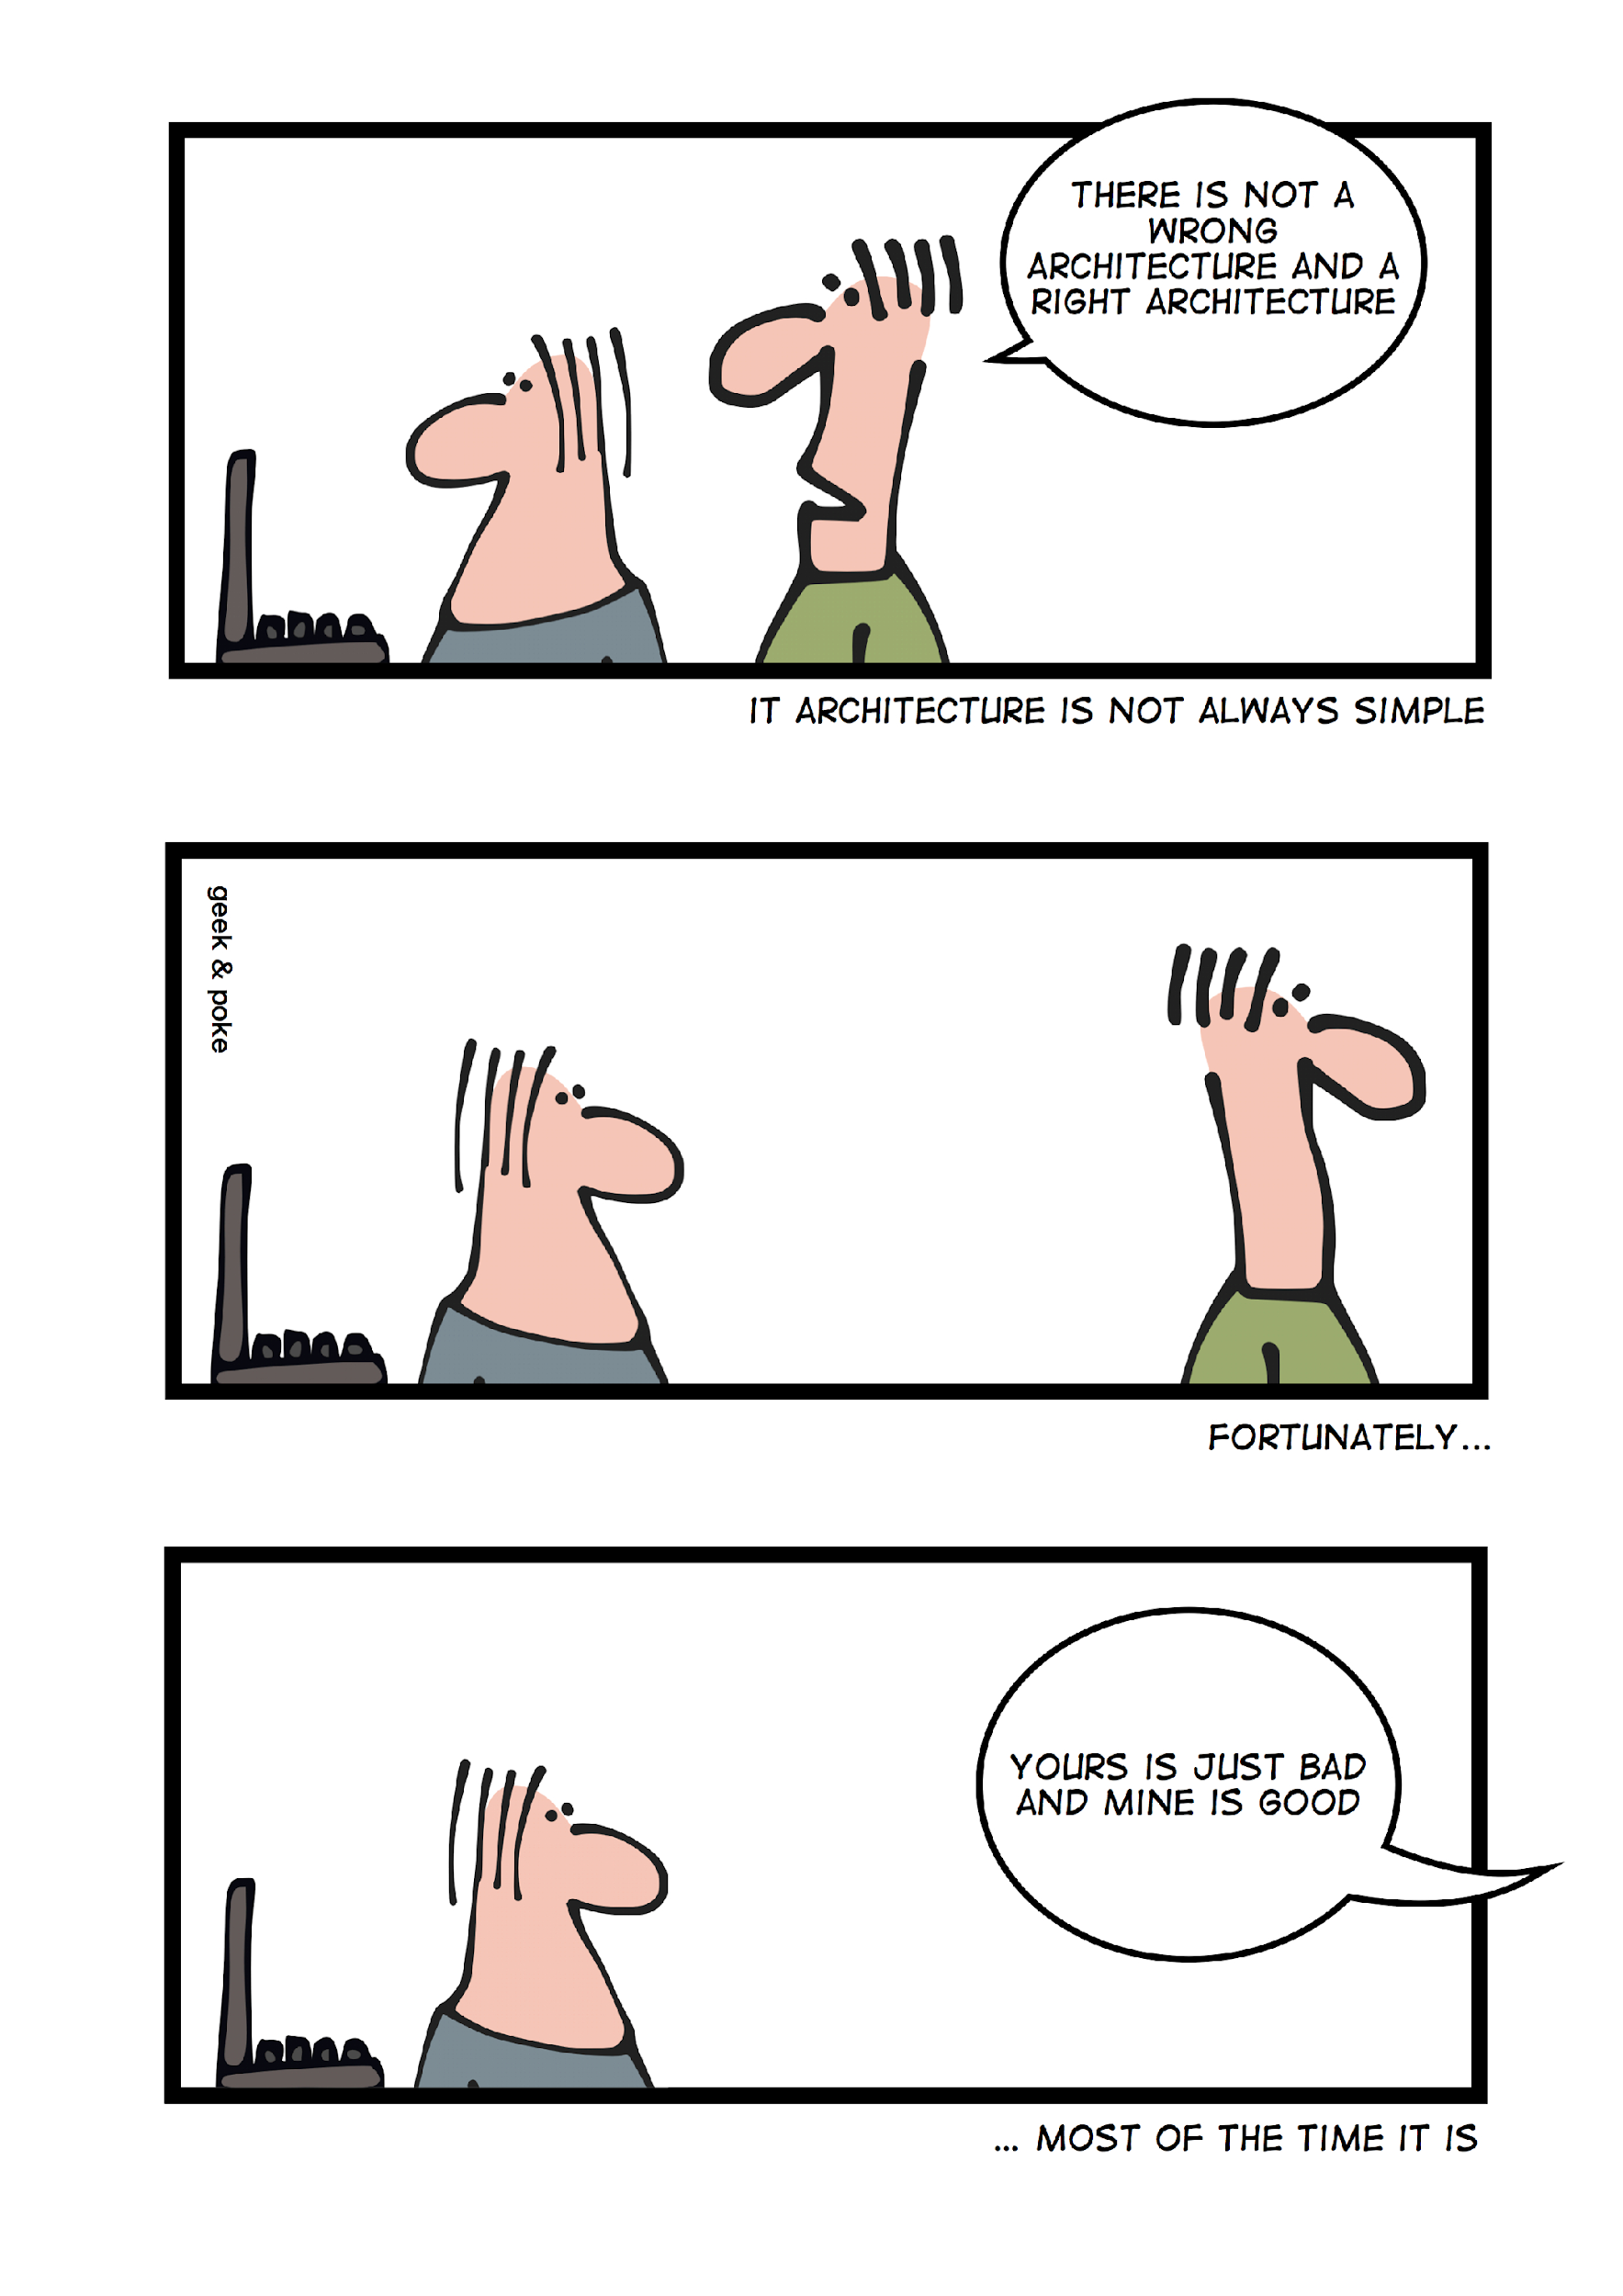 THERE IS NOT A
WRONG
ARCHITECTURE AND A
RIGHT ARCHITECTURE
IT ARCHITECTURE IS NOT ALWAYS SIMPLE
geek & poke
FORTUNATELY...
YOURS IS JUST BAD
AND MINE IS GOOD
... MOST OF THE TIME IT IS